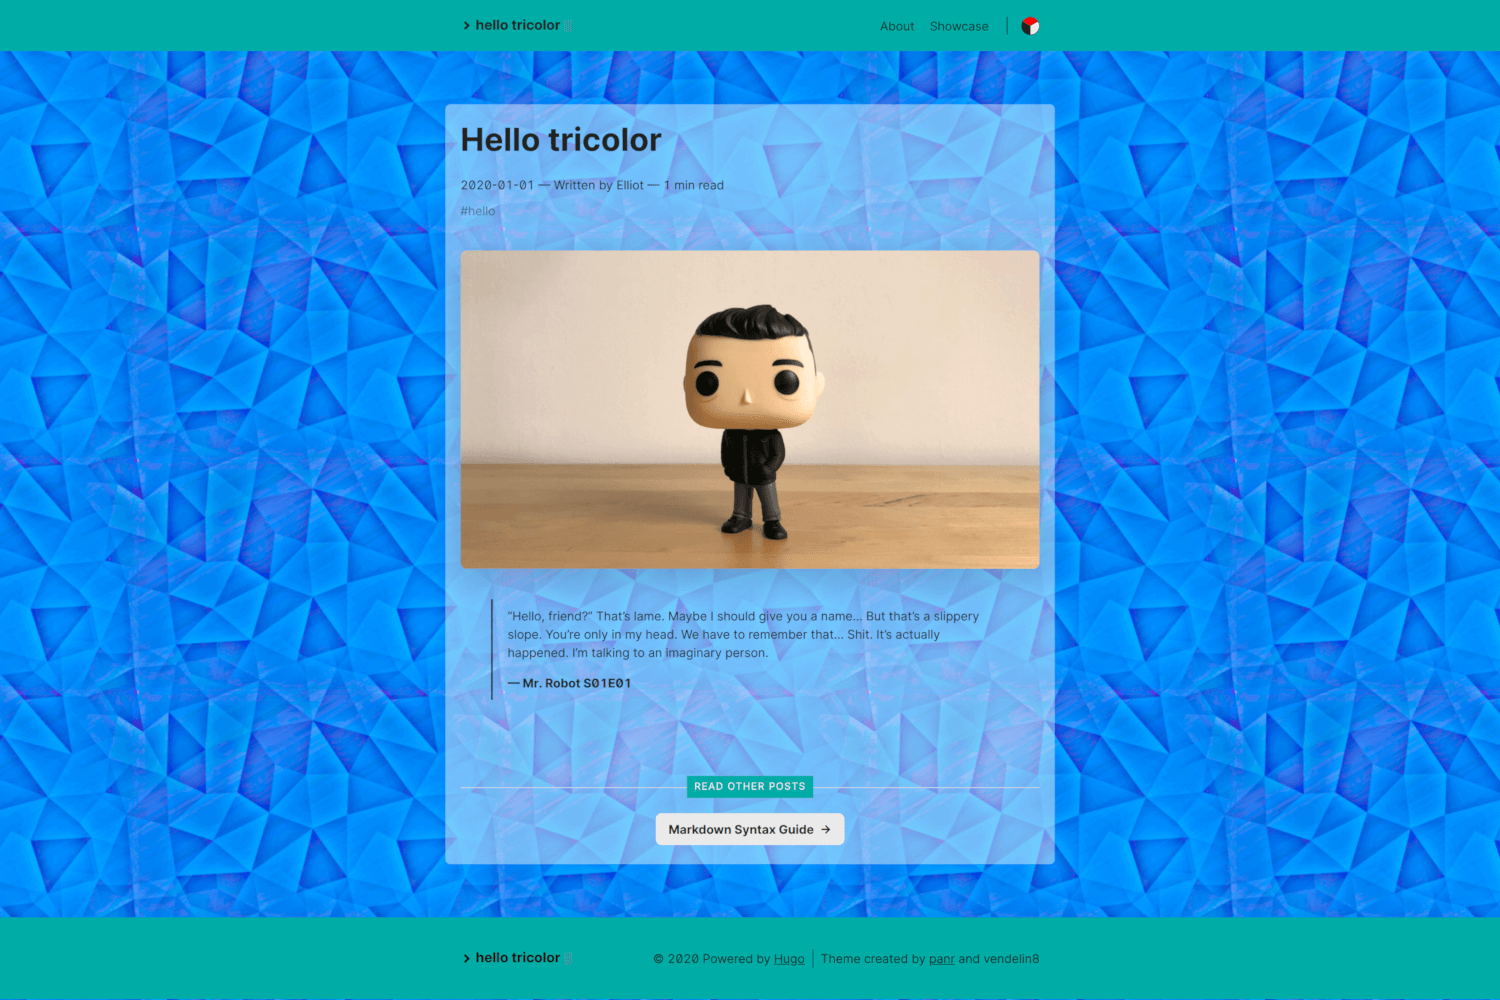 hello tricolor
About Showcase
Hello tricolor
2020-01-01 — Written by Elliot — 1 min read
#hello
“Hello, friend?” That’s lame. Maybe I should give you a name… But that’s a slippery
slope. You’re only in my head. We have to remember that… Shit. It’s actually
happened. I’m talking to an imaginary person.
— Mr. Robot S01E01
READ OTHER POSTS
Markdown Syntax Guide →
hello tricolor
© 2020 Powered by Hugo
Theme created by panr and vendelin8